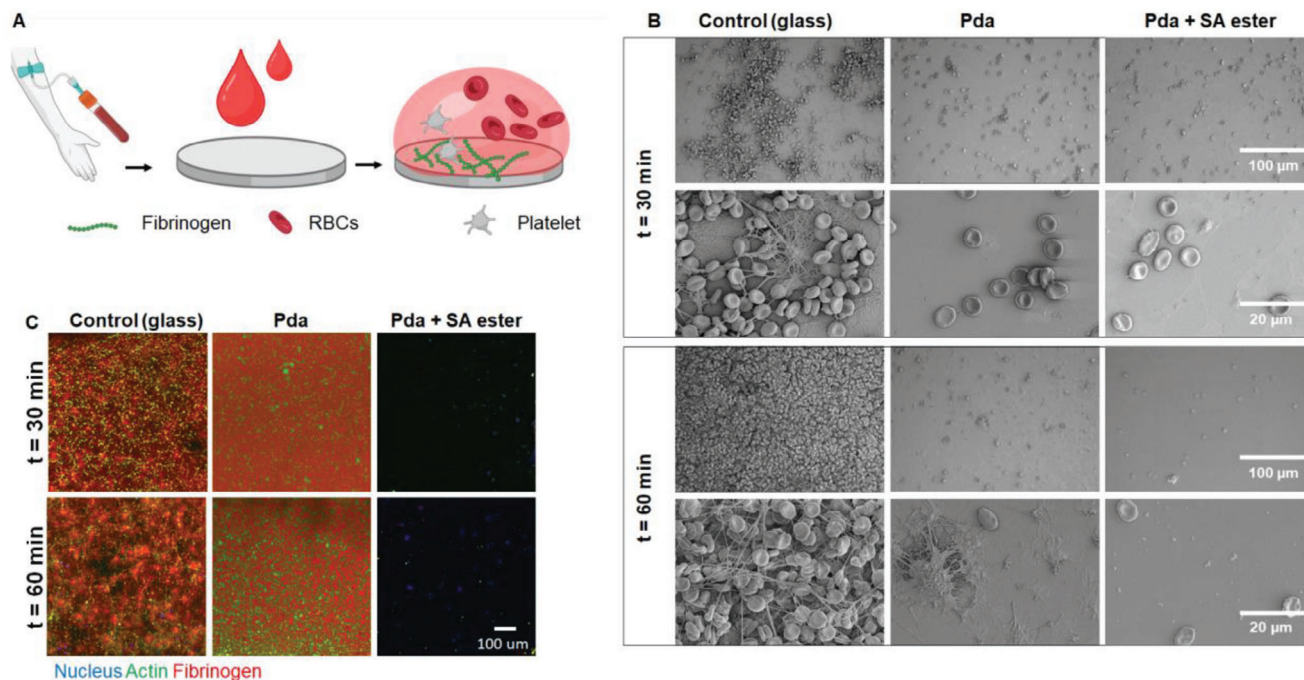 A
Fibrinogen RBCs Platelet
B
Control (glass) Pda Pda + SA ester
t = 30 min
100 µm
20 µm
t = 60 min
100 µm
20 µm
C
Control (glass) Pda Pda + SA ester
t = 30 min
t = 60 min
100 um
Nucleus Actin Fibrinogen